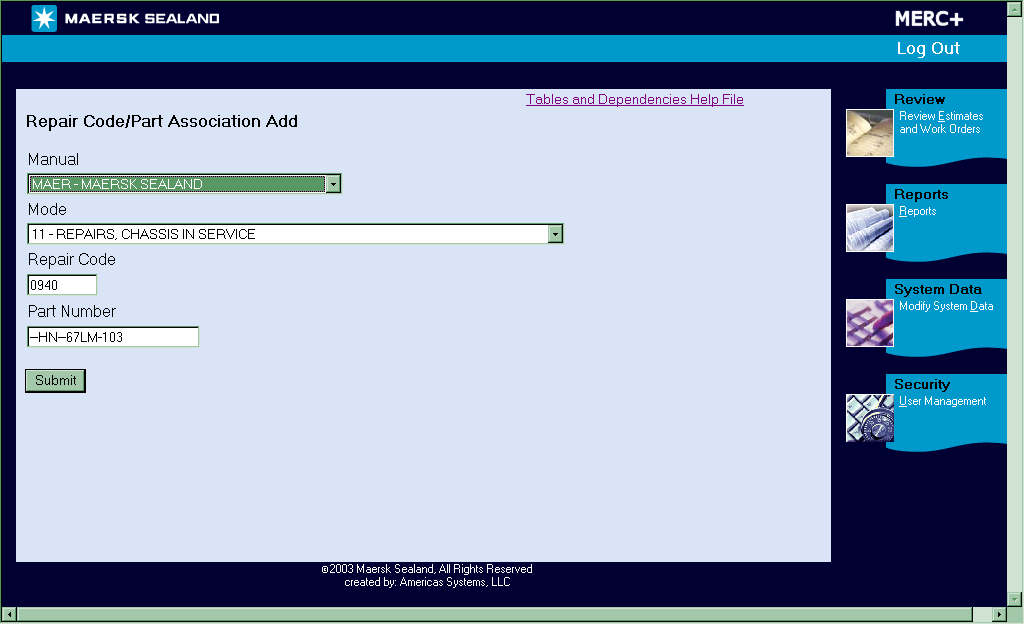 MAERSK SEALAND
MERC+
Log Out
Tables and Dependencies Help File
Repair Code/Part Association Add
Manual
MAER - MAERSK SEALAND
Mode
11 - REPAIRS, CHASSIS IN SERVICE
Repair Code
0940
Part Number
--HN--67LM-103
Submit
Review
Review Estimates
and Work Orders
Reports
Reports
System Data
Modify System Data
Security
User Management
©2003 Maersk Sealand, All Rights Reserved
created by: Americas Systems, LLC